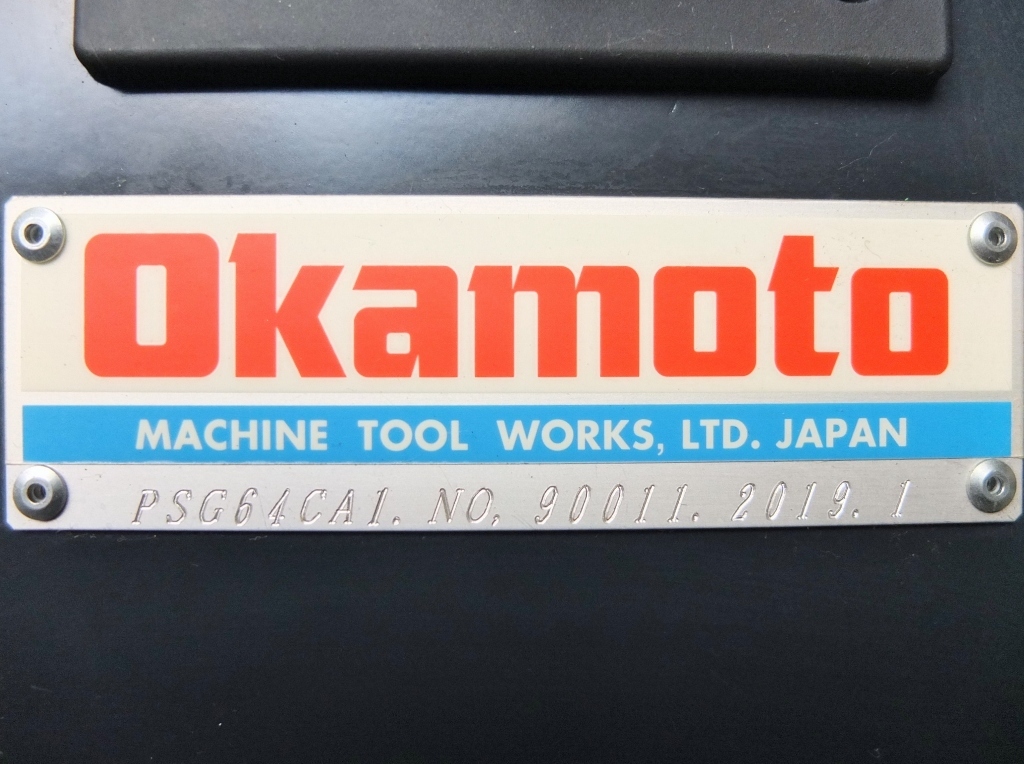 Okamoto
MACHINE TOOL WORKS, LTD. JAPAN
PSG64CA1. NO. 90011. 2019. 1